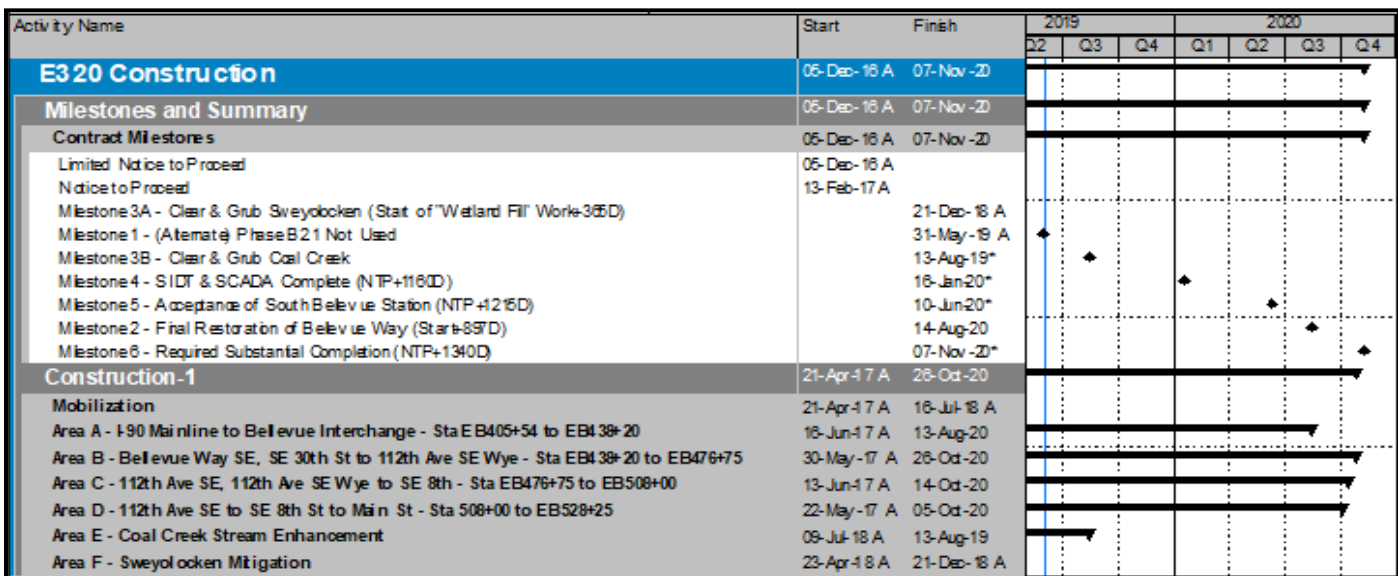 Activity Name Start Finish 2019 2020
Q2 Q3 Q4 Q1 Q2 Q3 Q4
E320 Construction 05-Dec-16 A 07-Nov-20
Milestones and Summary 05-Dec-16 A 07-Nov-20
Contract Milestones 05-Dec-16 A 07-Nov-20
Limited Notice to Proceed 05-Dec-16 A
Notice to Proceed 13-Feb-17 A
Milestone 3A - Clear & Grub Sweyolocken (Start of "Wetland Fill" Work+365D) 21-Dec-18 A
Milestone 1 - (Alternate) Phase B21 Not Used 31-May-19 A
Milestone 3B - Clear & Grub Coal Creek 13-Aug-19*
Milestone 4 - SIDT & SCADA Complete (NTP+1160D) 16-Jan-20*
Milestone 5 - Acceptance of South Bellevue Station (NTP+1215D) 10-Jun-20*
Milestone 2 - Final Restoration of Bellevue Way (Start+897D) 14-Aug-20
Milestone 6 - Required Substantial Completion (NTP+1340D) 07-Nov-20*
Construction-1 21-Apr-17 A 26-Oct-20
Mobilization 21-Apr-17 A 16-Jul-18 A
Area A - I-90 Mainline to Bellevue Interchange - Sta EB405+54 to EB438+20 16-Jun-17 A 13-Aug-20
Area B - Bellevue Way SE, SE 30th St to 112th Ave SE Wye - Sta EB438+20 to EB476+75 30-May-17 A 26-Oct-20
Area C - 112th Ave SE, 112th Ave SE Wye to SE 8th - Sta EB476+75 to EB508+00 13-Jun-17 A 14-Oct-20
Area D - 112th Ave SE to SE 8th St to Main St - Sta 508+00 to EB528+25 22-May-17 A 05-Oct-20
Area E - Coal Creek Stream Enhancement 09-Jul-18 A 13-Aug-19
Area F - Sweyolocken Mitigation 23-Apr-18 A 21-Dec-18 A